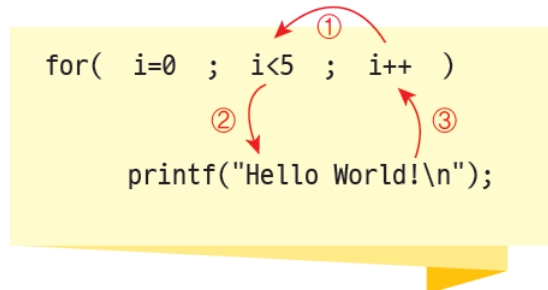 ①
for( i=0 ; i<5 ; i++ )
② ③
printf("Hello World!\n");